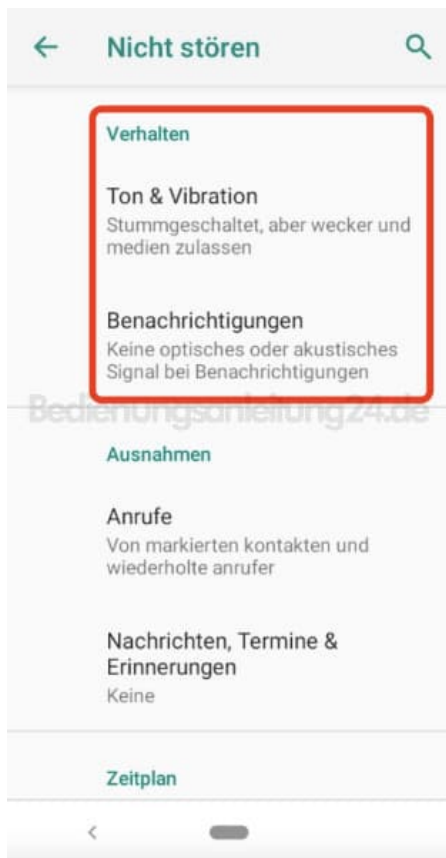 Nicht stören
Verhalten
Ton & Vibration
Stummgeschaltet, aber wecker und
medien zulassen
Benachrichtigungen
Keine optisches oder akustisches
Signal bei Benachrichtigungen
Bedienungsanleitung24.de
Ausnahmen
Anrufe
Von markierten kontakten und
wiederholte anrufer
Nachrichten, Termine &
Erinnerungen
Keine
Zeitplan